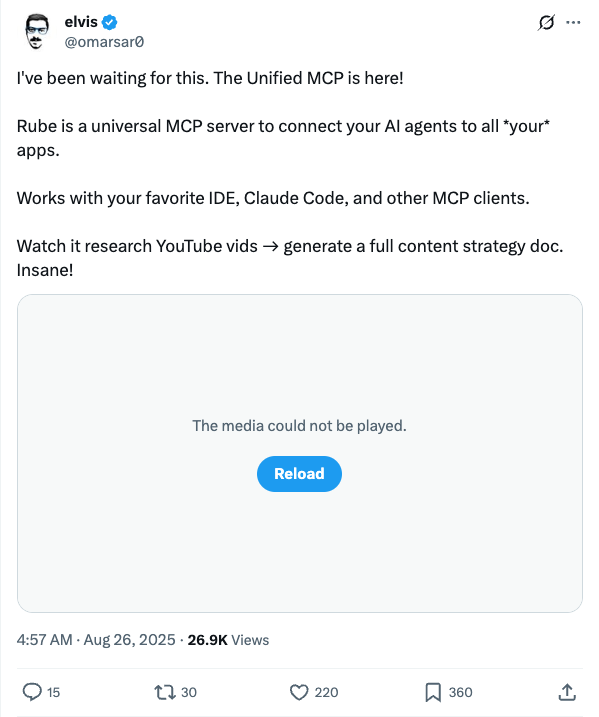 elvis
@omarsar0
I've been waiting for this. The Unified MCP is here!
Rube is a universal MCP server to connect your AI agents to all *your*
apps.
Works with your favorite IDE, Claude Code, and other MCP clients.
Watch it research YouTube vids → generate a full content strategy doc.
Insane!
The media could not be played.
Reload
4:57 AM · Aug 26, 2025 · 26.9K Views
15 30 220 360